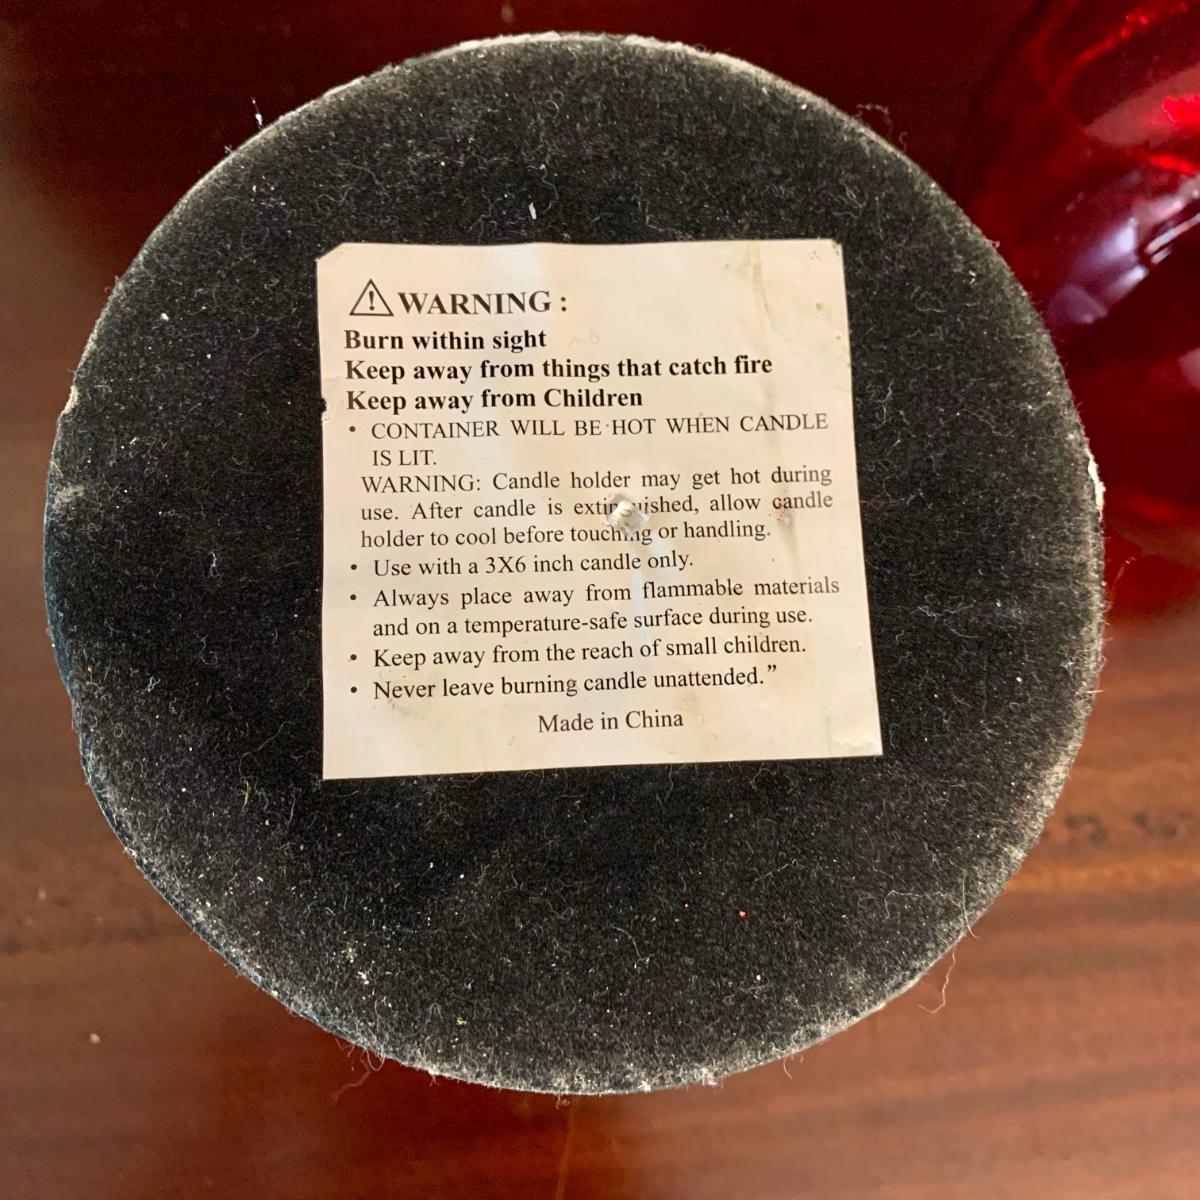 WARNING :
Burn within sight
Keep away from things that catch fire
Keep away from Children
• CONTAINER WILL BE HOT WHEN CANDLE
IS LIT.
WARNING: Candle holder may get hot during
use. After candle is extinguished, allow candle
holder to cool before touching or handling.
• Use with a 3X6 inch candle only.
• Always place away from flammable materials
and on a temperature-safe surface during use.
• Keep away from the reach of small children.
• Never leave burning candle unattended.”
Made in China